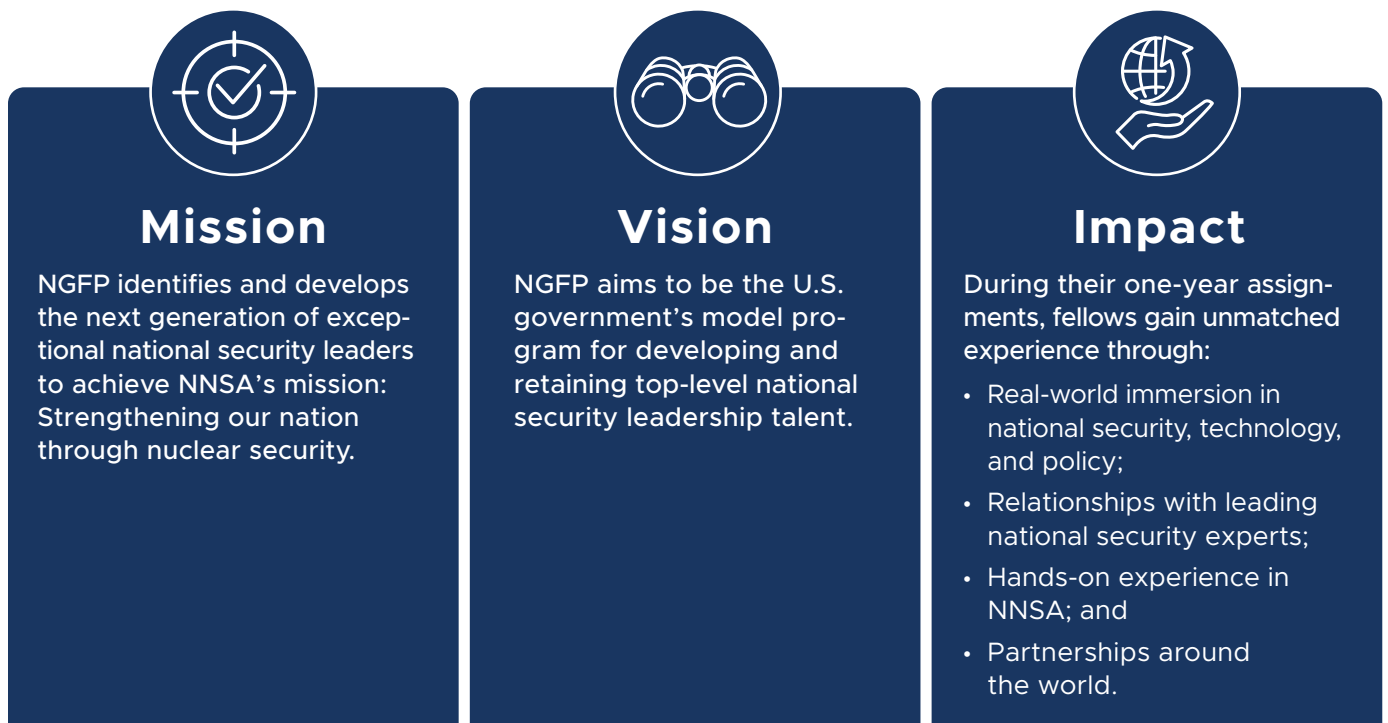 Mission
NGFP identifies and develops
the next generation of excep-
tional national security leaders
to achieve NNSA’s mission:
Strengthening our nation
through nuclear security.
Vision
NGFP aims to be the U.S.
government’s model pro-
gram for developing and
retaining top-level national
security leadership talent.
Impact
During their one-year assign-
ments, fellows gain unmatched
experience through:
• Real-world immersion in
national security, technology,
and policy;
• Relationships with leading
national security experts;
• Hands-on experience in
NNSA; and
• Partnerships around
the world.